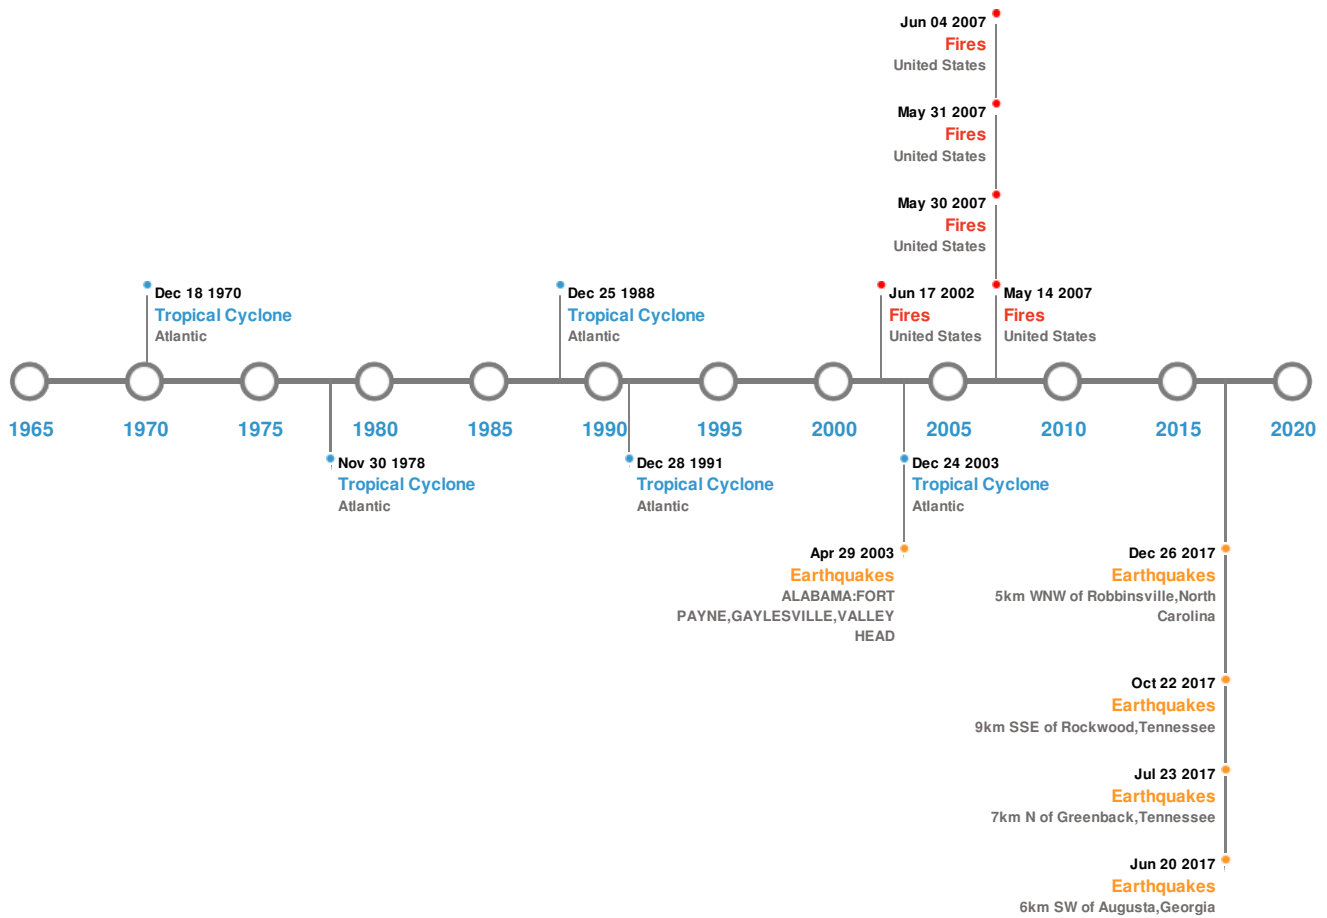 Jun 04 2007
Fires
United States
May 31 2007
Fires
United States
May 30 2007
Fires
United States
Dec 18 1970
Tropical Cyclone
Atlantic
Dec 25 1988
Tropical Cyclone
Atlantic
Jun 17 2002
Fires
United States
May 14 2007
Fires
United States
1965
1970
1975
1980
1985
1990
1995
2000
2005
2010
2015
2020
Nov 30 1978
Tropical Cyclone
Atlantic
Dec 28 1991
Tropical Cyclone
Atlantic
Dec 24 2003
Tropical Cyclone
Atlantic
Apr 29 2003
Earthquakes
ALABAMA:FORT
PAYNE,GAYLESVILLE,VALLEY
HEAD
Dec 26 2017
Earthquakes
5km WNW of Robbinsville,North
Carolina
Oct 22 2017
Earthquakes
9km SSE of Rockwood,Tennessee
Jul 23 2017
Earthquakes
7km N of Greenback,Tennessee
Jun 20 2017
Earthquakes
6km SW of Augusta,Georgia